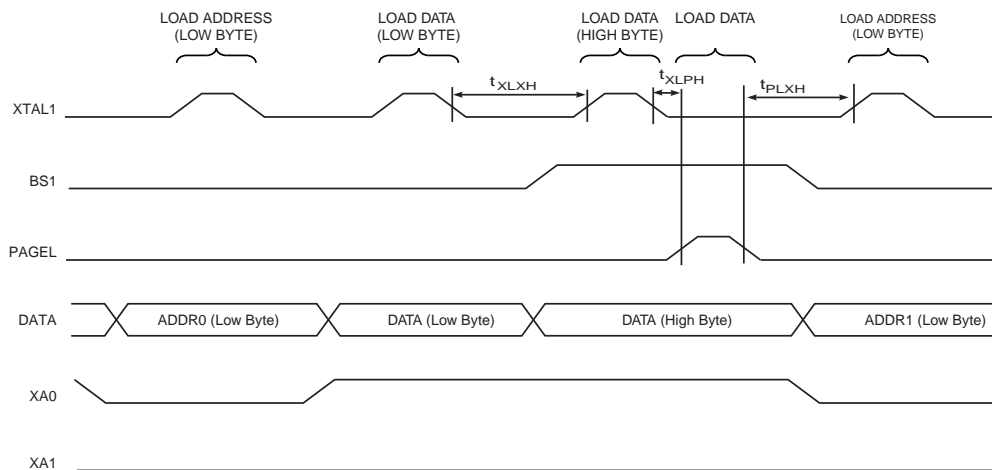 LOAD ADDRESS
(LOW BYTE)
LOAD DATA
(LOW BYTE)
LOAD DATA
(HIGH BYTE)
LOAD DATA
LOAD ADDRESS
(LOW BYTE)
tXLXH
tXLPH
tPLXH
XTAL1
BS1
PAGEL
DATA
ADDR0 (Low Byte)
DATA (Low Byte)
DATA (High Byte)
ADDR1 (Low Byte)
XA0
XA1